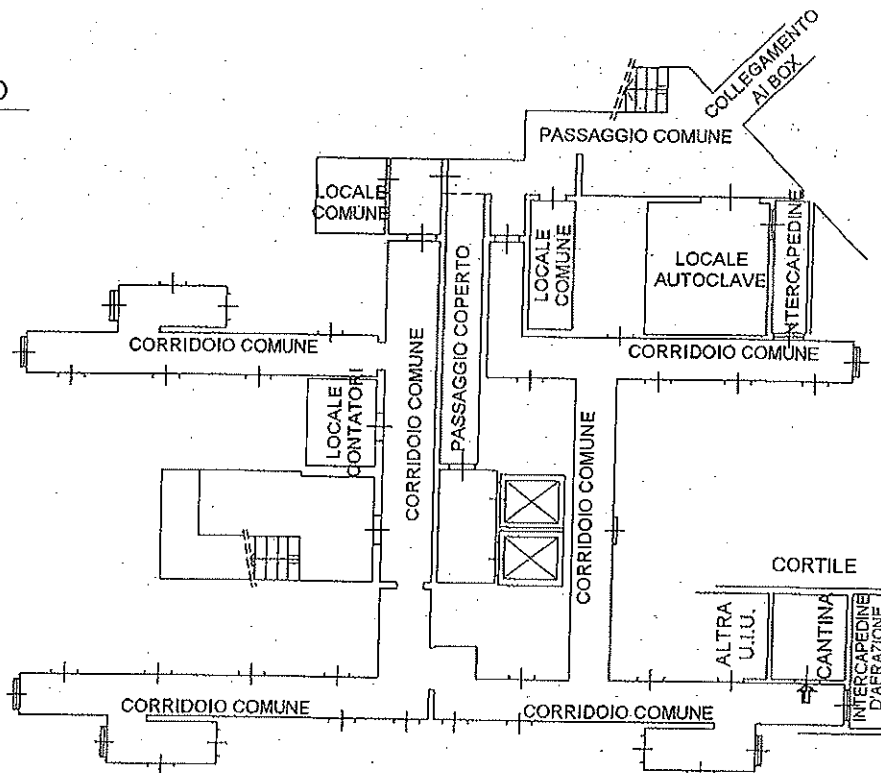 COLLEGAMENTO
AI BOX
PASSAGGIO COMUNE
LOCALE
COMUNE
LOCALE
COMUNE
LOCALE
AUTOCLAVE
INTERCAPEDINE
PASSAGGIO COPERTO
CORRIDOIO COMUNE
CORRIDOIO COMUNE
CORRIDOIO COMUNE
LOCALE
CONTATORI
CORRIDOIO COMUNE
CORTILE
ALTRA
U.I.U.
CANTINA
INTERCAPEDINE
D'AERAZIONE
CORRIDOIO COMUNE
CORRIDOIO COMUNE